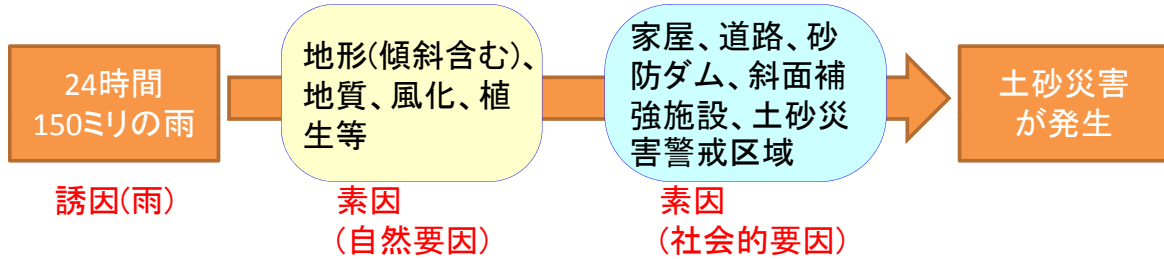 24時間
150ミリの雨
地形(傾斜含む)、
地質、風化、植
生等
家屋、道路、砂
防ダム、斜面補
強施設、土砂災
害警戒区域
土砂災害
が発生
誘因(雨)
素因
(自然要因)
素因
(社会的要因)